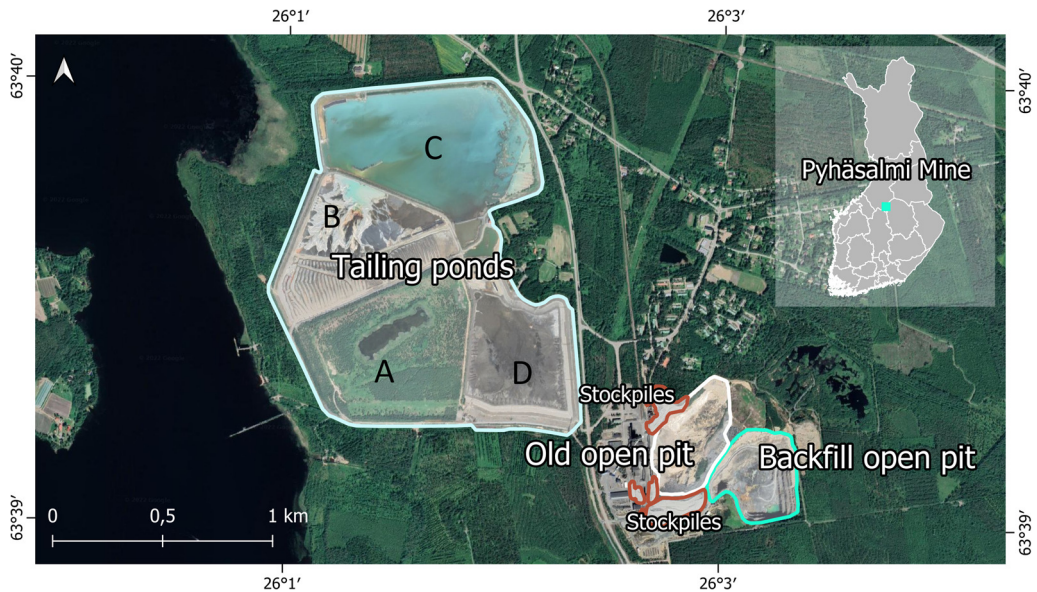 26°1′ 26°3′
63°40′ 63°40′
C
Pyhäsalmi Mine
B
Tailing ponds
A D
Stockpiles
Old open pit Backfill open pit
Stockpiles
63°39′ 63°39′
0 0,5 1 km
26°1′ 26°3′